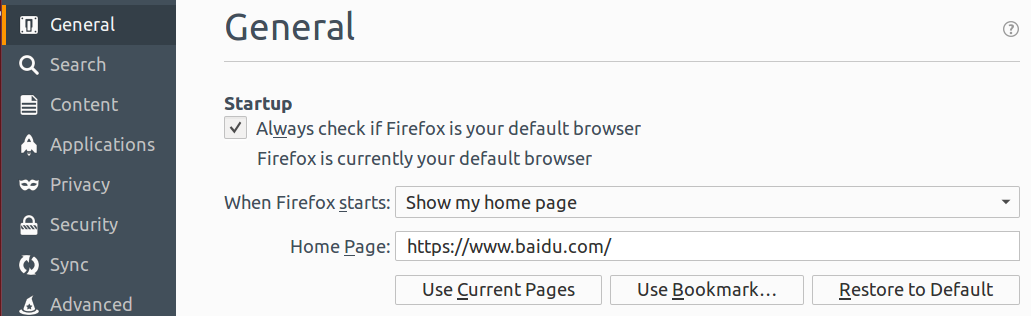 General
Search
Content
Applications
Privacy
Security
Sync
Advanced
General
?
Startup
Always check if Firefox is your default browser
Firefox is currently your default browser
When Firefox starts: Show my home page
Home Page: https://www.baidu.com/
Use Current Pages Use Bookmark... Restore to Default